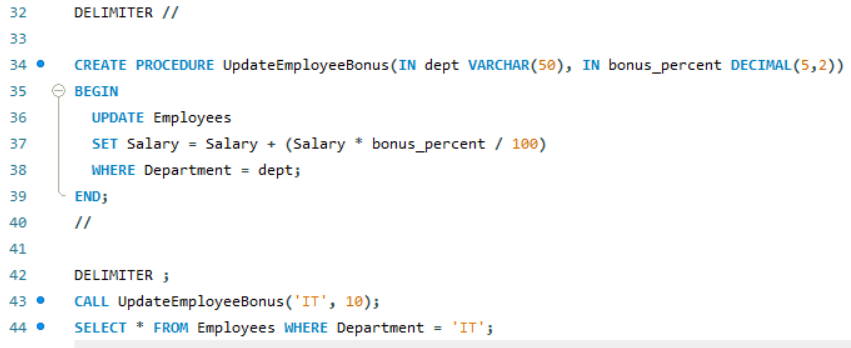 32 DELIMITER //
33
34 CREATE PROCEDURE UpdateEmployeeBonus(IN dept VARCHAR(50), IN bonus_percent DECIMAL(5,2))
35 BEGIN
36 UPDATE Employees
37 SET Salary = Salary + (Salary * bonus_percent / 100)
38 WHERE Department = dept;
39 END;
40 //
41
42 DELIMITER ;
43 CALL UpdateEmployeeBonus('IT', 10);
44 SELECT * FROM Employees WHERE Department = 'IT';